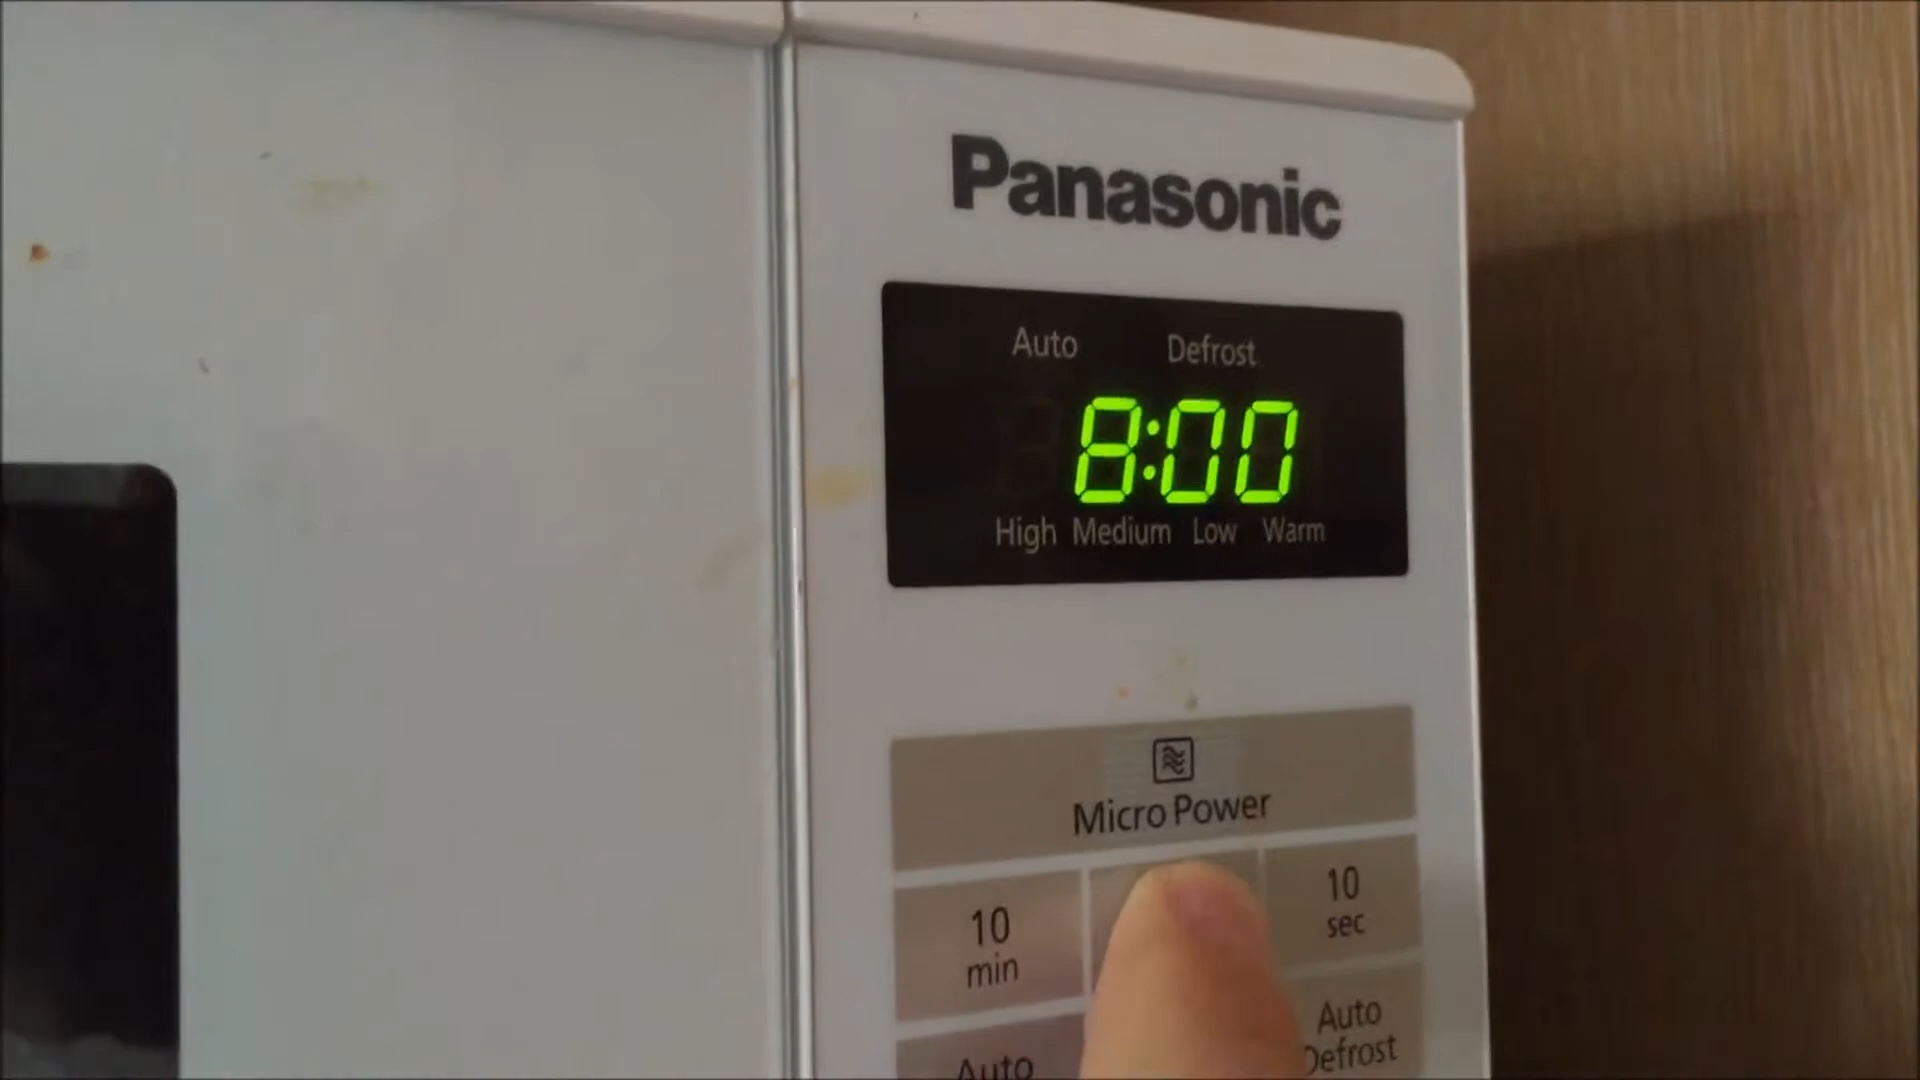 Panasonic
Auto Defrost
8:00
High Medium Low Warm
Micro Power
10
min
10
sec
Auto
Auto
Defrost